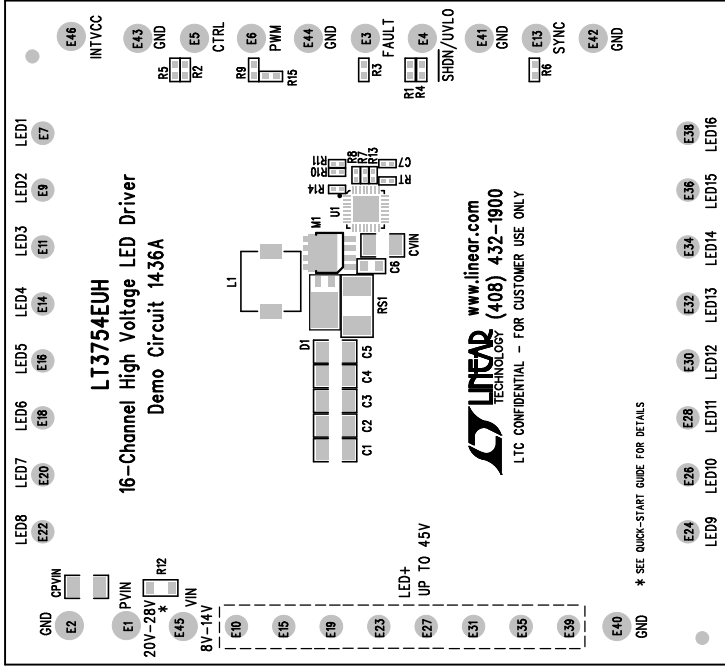 E46
INTVCC
E43
GND
E5
CTRL
E6
PWM
E44
GND
E3
FAULT
E4
SHDN/UVLO
E41
GND
E13
SYNC
E42
GND
R5
R2
R9
R15
R3
R1
R4
R6
LED1
E7
LED2
E9
LED3
E11
LED4
E14
LED5
E16
LED6
E18
LED7
E20
LED8
E22
LT3754EUH
16-Channel High Voltage LED Driver
Demo Circuit 1436A
R11
R10
R14
R8
R7
R13
C7
RT
U1
M1
CVIN
C6
L1
RS1
D1
C5
C4
C3
C2
C1
LINEAR
TECHNOLOGY
www.linear.com
(408) 432-1900
LTC CONFIDENTIAL - FOR CUSTOMER USE ONLY
E38
LED16
E36
LED15
E34
LED14
E32
LED13
E30
LED12
E28
LED11
E26
LED10
E24
LED9
* SEE QUICK-START GUIDE FOR DETAILS
CPVIN
R12
GND
E2
E1
PVIN
20V-28V
*
E45
VIN
8V-14V
LED+
UP TO 45V
E10
E15
E19
E23
E27
E31
E35
E39
E40
GND